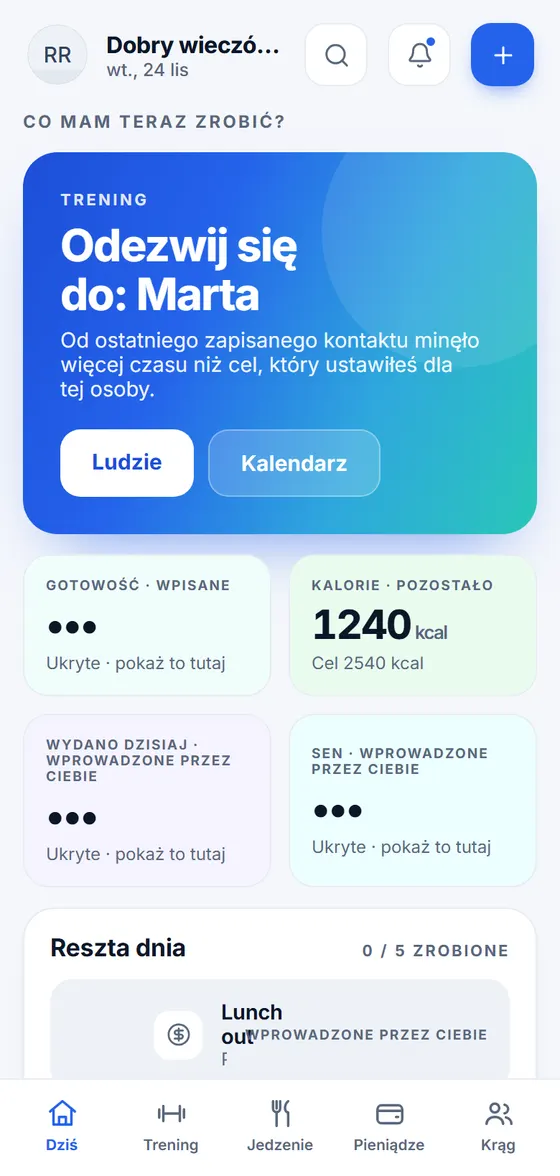 RR
Dobry wieczó...
wt., 24 lis
CO MAM TERAZ ZROBIĆ?
TRENING
Odezwij się
do: Marta
Od ostatniego zapisanego kontaktu minęło
więcej czasu niż cel, który ustawiłeś dla
tej osoby.
Ludzie
Kalendarz
GOTOWOŚĆ · WPISANE
•••
Ukryte · pokaż to tutaj
KALORIE · POZOSTAŁO
1240 kcal
Cel 2540 kcal
WYDANO DZISIAJ ·
WPROWADZONE PRZEZ
CIEBIE
•••
Ukryte · pokaż to tutaj
SEN · WPROWADZONE
PRZEZ CIEBIE
•••
Ukryte · pokaż to tutaj
Reszta dnia
0 / 5 ZROBIONE
Lunch
out
WPROWADZONE PRZEZ CIEBIE
Dziś
Trening
Jedzenie
Pieniądze
Krąg